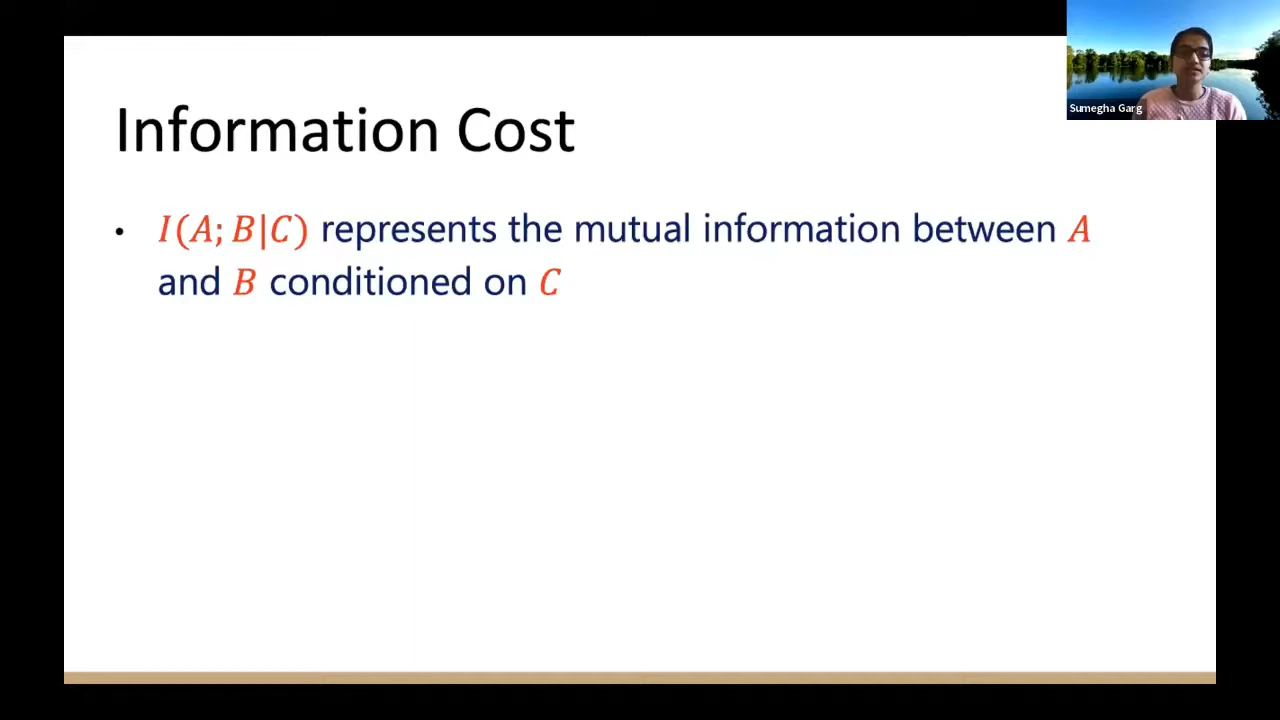 Sumegha Garg
Information Cost
• I(A; B|C) represents the mutual information between A
and B conditioned on C